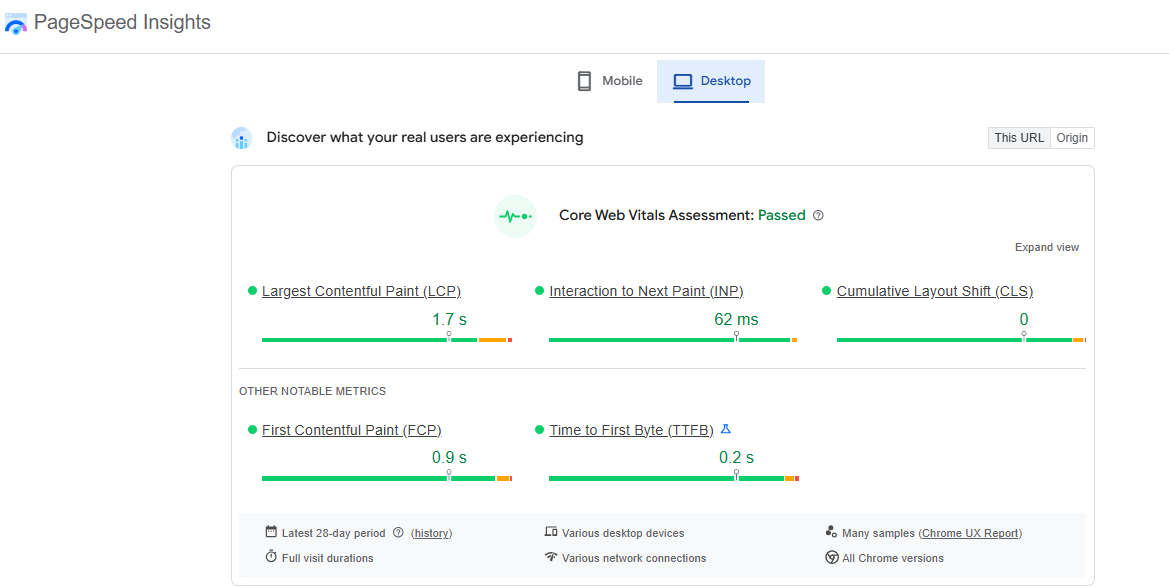 PageSpeed Insights
Mobile
Desktop
Discover what your real users are experiencing
This URL
Origin
Core Web Vitals Assessment: Passed
Expand view
Largest Contentful Paint (LCP)
1.7 s
Interaction to Next Paint (INP)
62 ms
Cumulative Layout Shift (CLS)
0
OTHER NOTABLE METRICS
First Contentful Paint (FCP)
0.9 s
Time to First Byte (TTFB)
0.2 s
Latest 28-day period (history)
Various desktop devices
Many samples (Chrome UX Report)
Full visit durations
Various network connections
All Chrome versions